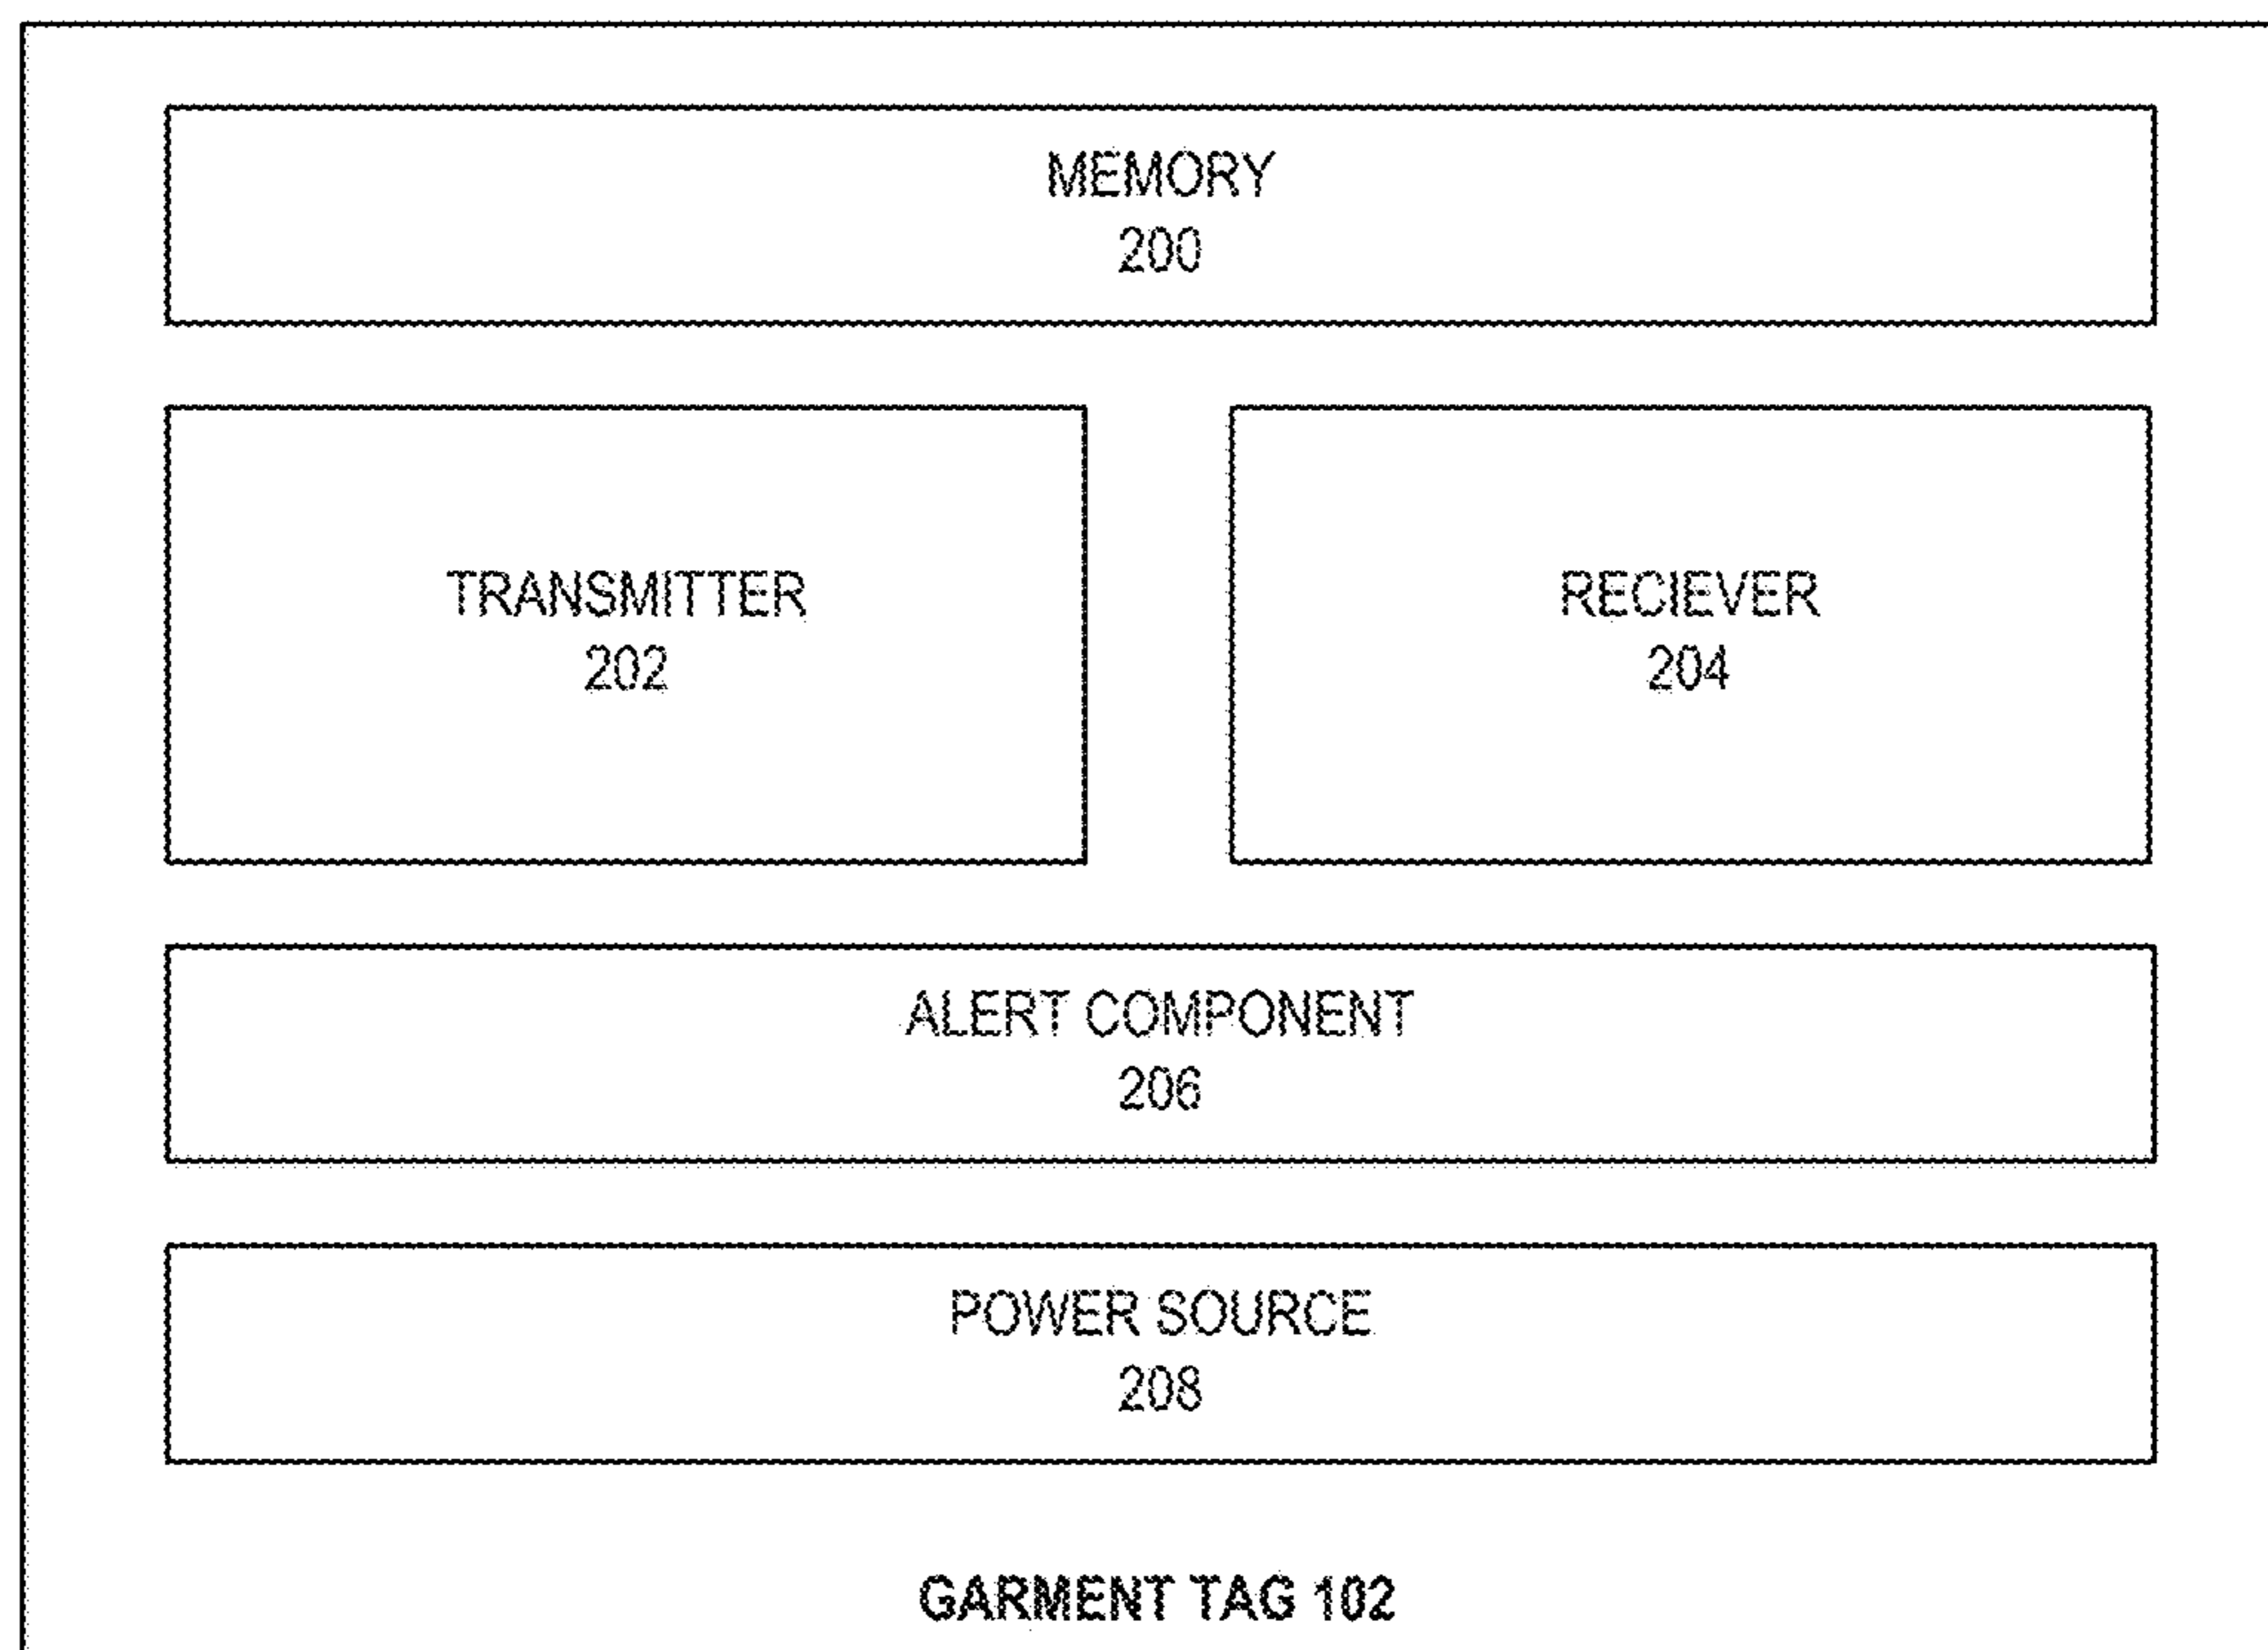 MEMORY
200
TRANSMITTER
202
RECIEVER
204
ALERT COMPONENT
206
POWER SOURCE
208
GARMENT TAG 102